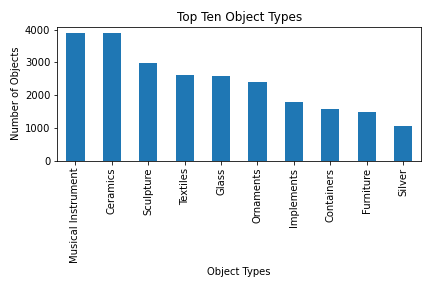 Top Ten Object Types
Number of Objects
4000
3000
2000
1000
0
Musical Instrument
Ceramics
Sculpture
Textiles
Glass
Ornaments
Implements
Containers
Furniture
Silver
Object Types